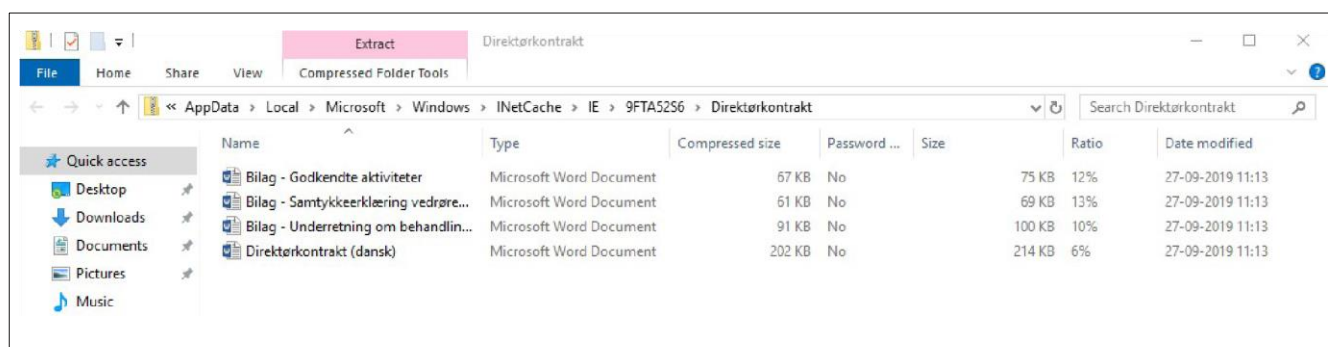 Extract Direktørkontrakt
File Home Share View Compressed Folder Tools
« AppData › Local › Microsoft › Windows › INetCache › IE › 9FTA52S6 › Direktørkontrakt Search Direktørkontrakt
Name Type Compressed size Password ... Size Ratio Date modified
Quick access
Desktop
Downloads
Documents
Pictures
Music
Bilag - Godkendte aktiviteter Microsoft Word Document 67 KB No 75 KB 12% 27-09-2019 11:13
Bilag - Samtykkeerklæring vedrøre... Microsoft Word Document 61 KB No 69 KB 13% 27-09-2019 11:13
Bilag - Underretning om behandlin... Microsoft Word Document 91 KB No 100 KB 10% 27-09-2019 11:13
Direktørkontrakt (dansk) Microsoft Word Document 202 KB No 214 KB 6% 27-09-2019 11:13